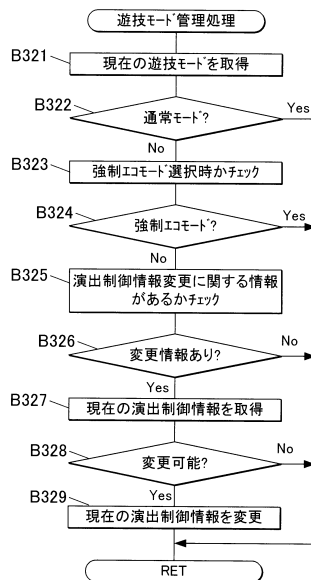 遊技モード管理処理
B321
現在の遊技モードを取得
B322
通常モード?
Yes
No
B323
強制エコモード選択時かチェック
B324
強制エコモード?
Yes
No
B325
演出制御情報変更に関する情報
があるかチェック
B326
変更情報あり?
No
Yes
B327
現在の演出制御情報を取得
B328
変更可能?
No
Yes
B329
現在の演出制御情報を変更
RET